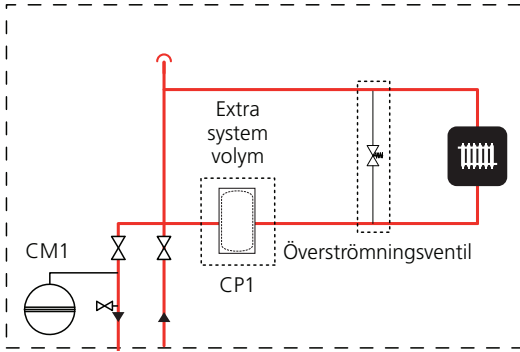 Extra
system
volym
CM1
Överströmningsventil
CP1